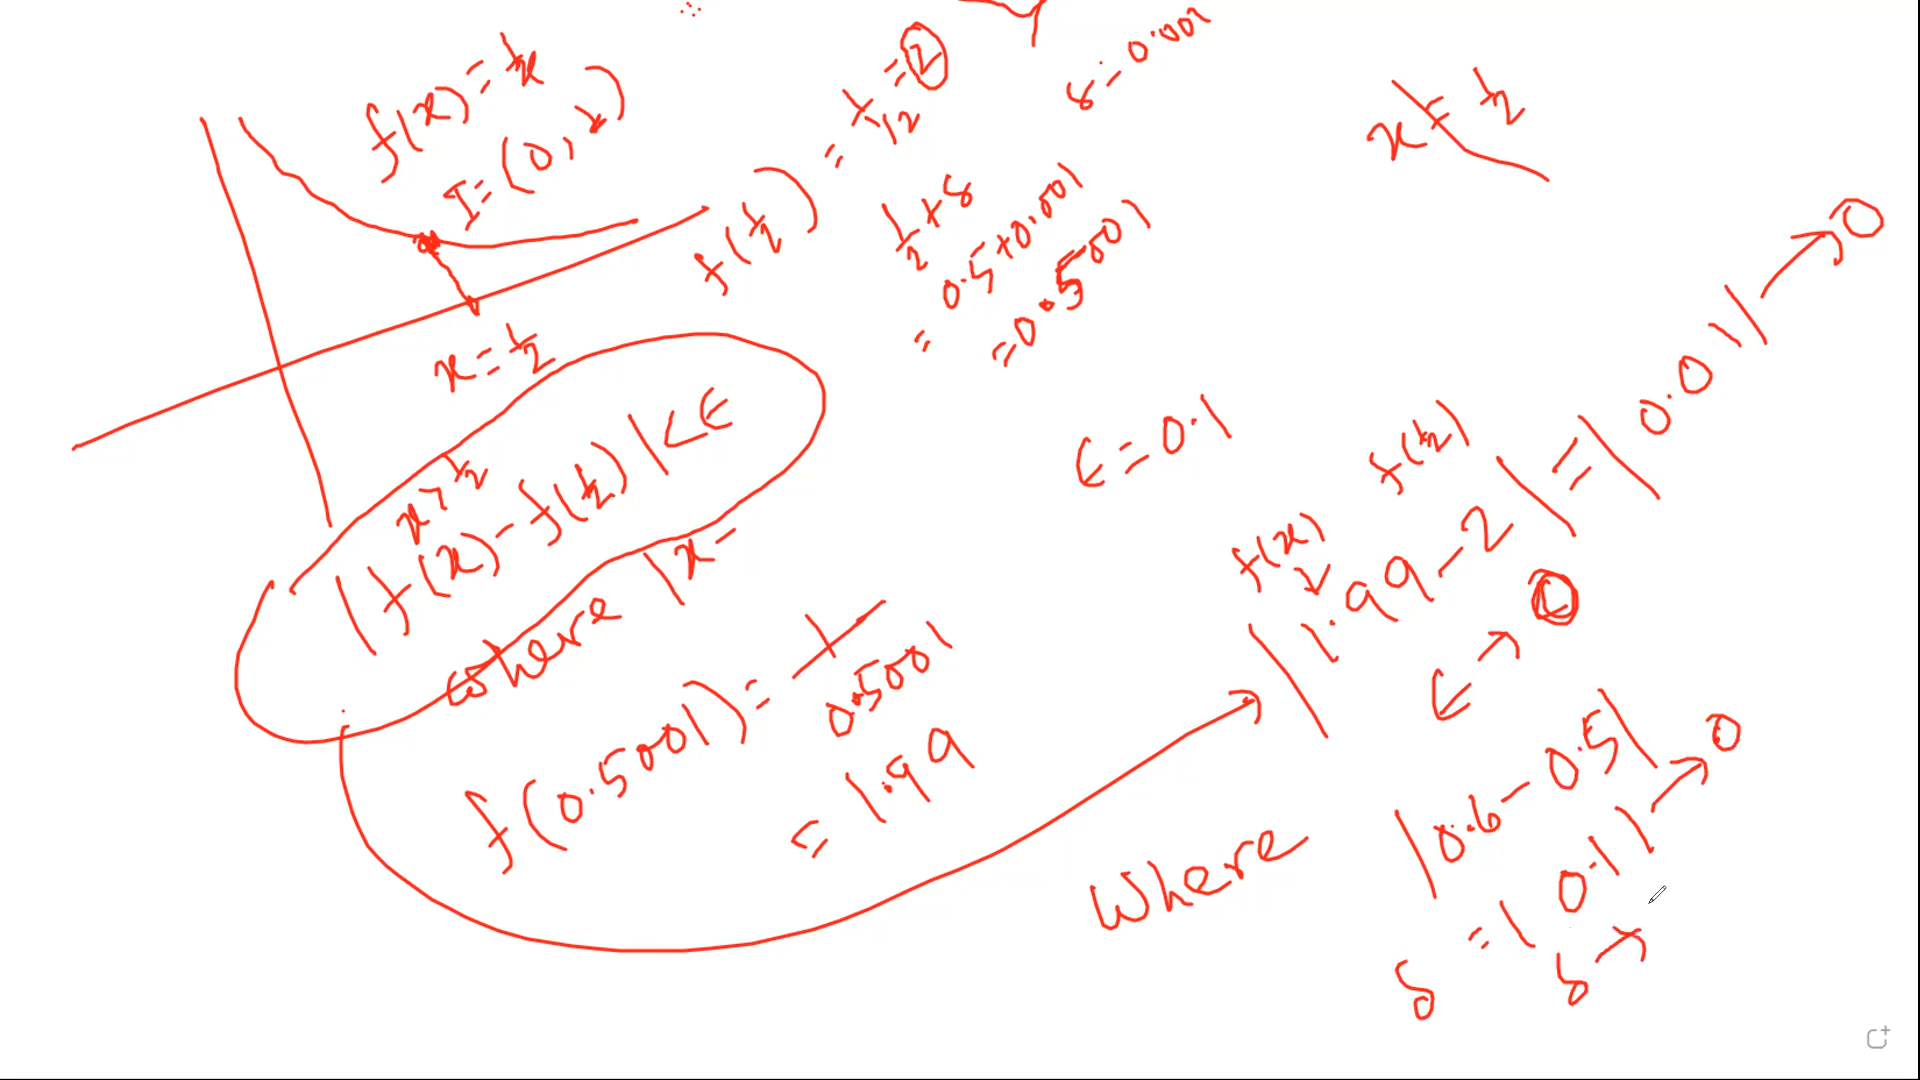 f(x) = 1/x
I = (0, 2)
x = 1/2
f(1/2) = 1/1/2 = 2
δ = 0.001
1/2 + δ
= 0.5 + 0.001
= 0.5001
x = 1/2
x > 1/2
|f(x) - f(1/2)| < ε
where |x -
f(0.5001) = 1/0.5001
= 1.99
ε = 0.1
f(x) f(1/2)
|1.99 - 2| = |0.01| → 0
ε → 0
where |0.6 - 0.5|
= |0.1| → 0
δ δ →